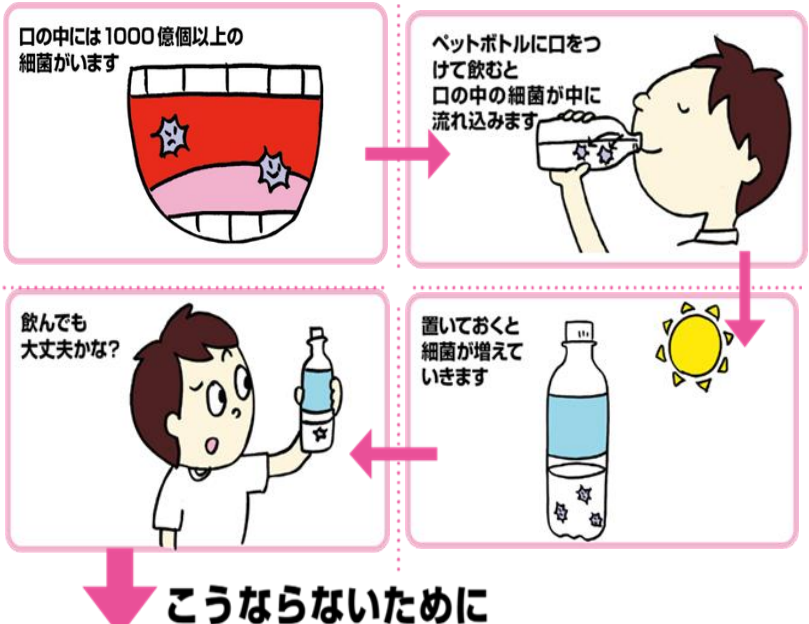 口の中には1000億個以上の
細菌がいます
ペットボトルに口をつ
けて飲むと
口の中の細菌が中に
流れ込みます
置いておくと
細菌が増えて
いきます
飲んでも
大丈夫かな?
こうならないために